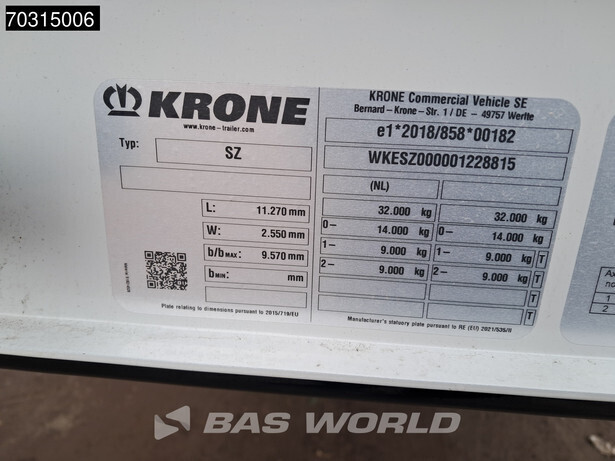 70315006
KRONE
www.krone-trailer.com
Typ: SZ
L: 11.270 mm
W: 2.550 mm
b/b MAX: 9.570 mm
b MIN: mm
Plate relating to dimensions pursuant to 2015/719/EU
KRONE Commercial Vehicle SE
Bernard-Krone-Str. 1 / DE - 49757 Werlte
e1*2018/858*00182
WKESZ000001228815
(NL)
32.000 kg 32.000 kg
0– 14.000 kg 0– 14.000 kg
1– 9.000 kg 1– 9.000 kg T
2– 9.000 kg 2– 9.000 kg T
T
T
Manufacturer's statuory plate pursuant to RE (EU) 2021/535/II
1
2
BAS WORLD